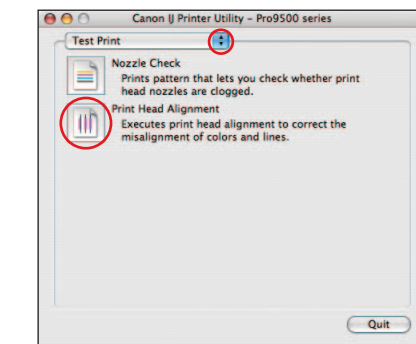 Canon IJ Printer Utility – Pro9500 series
Test Print
Nozzle Check
Prints pattern that lets you check whether print
head nozzles are clogged.
Print Head Alignment
Executes print head alignment to correct the
misalignment of colors and lines.
Quit